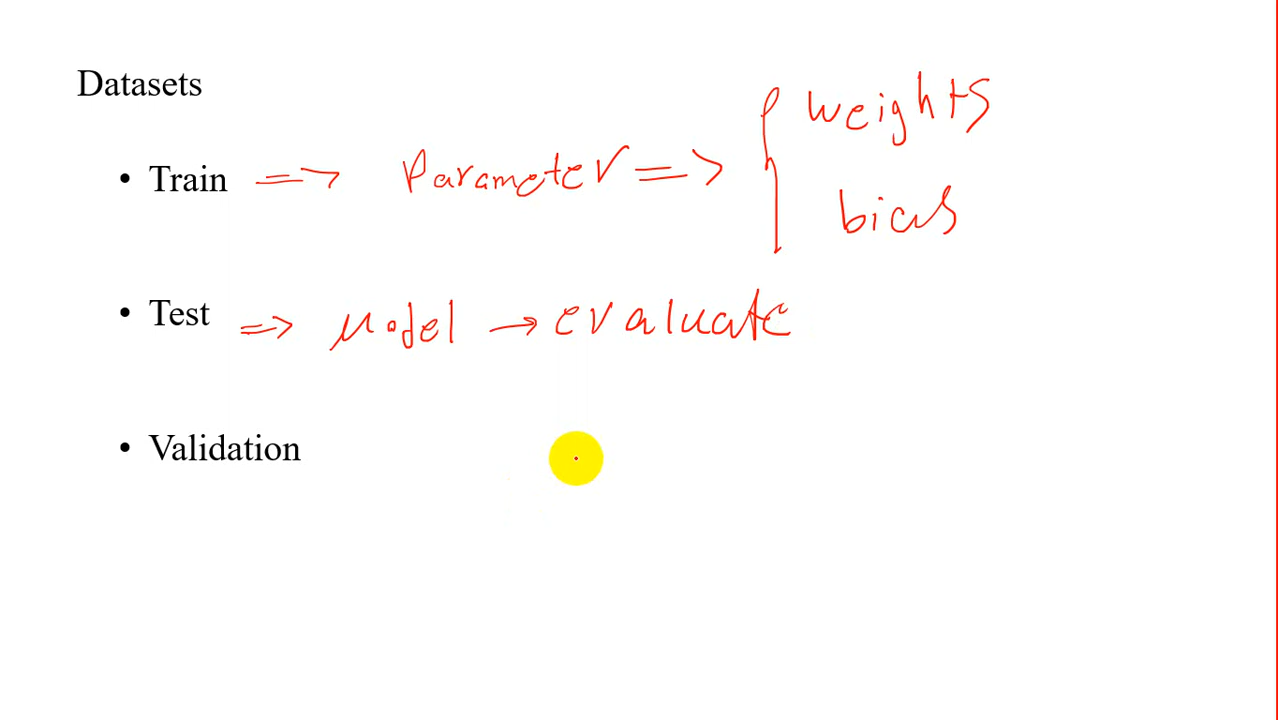 Datasets
• Train => Parameter => { weights
bias
• Test => Model → evaluate
• Validation